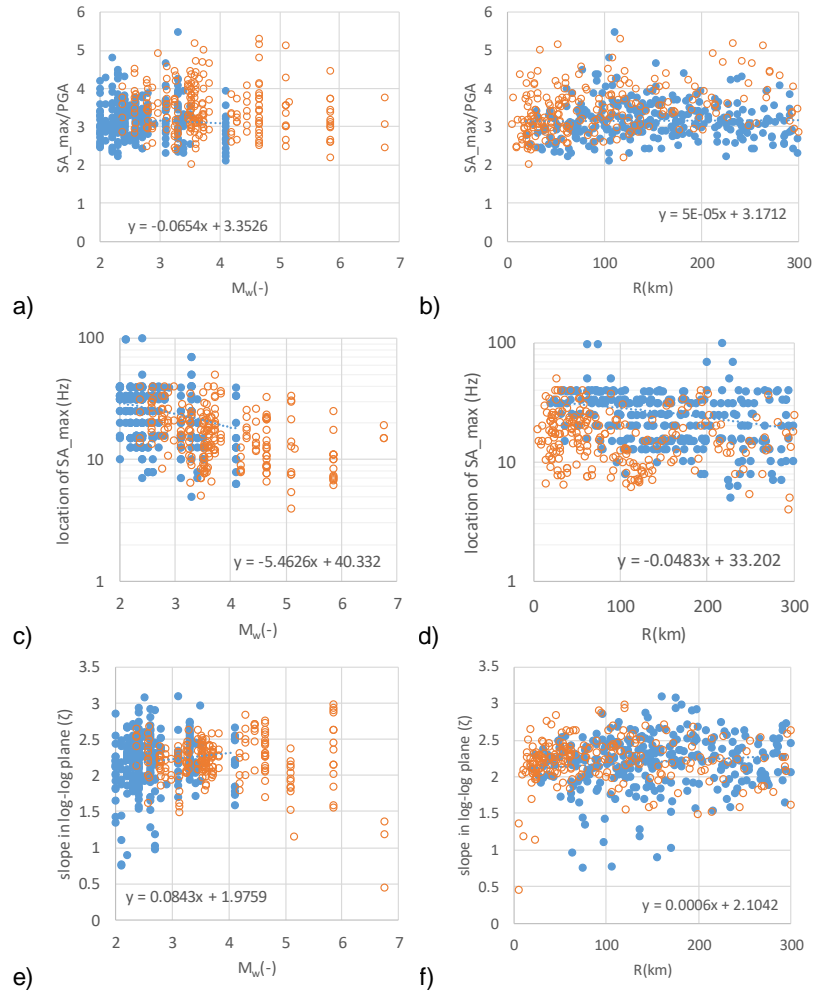 6
5
4
3
2
1
0
SA_max/PGA
y = -0.0654x + 3.3526
2 3 4 5 6 7
M_w(-)
a)
6
5
4
3
2
1
0
SA_max/PGA
y = 5E-05x + 3.1712
0 100 200 300
R(km)
b)
100
10
1
location of SA_max (Hz)
y = -5.4626x + 40.332
2 3 4 5 6 7
M_w(-)
c)
100
10
1
location of SA_max (Hz)
y = -0.0483x + 33.202
0 100 200 300
R(km)
d)
3.5
3
2.5
2
1.5
1
0.5
0
slope in log-log plane (ζ)
y = 0.0843x + 1.9759
2 3 4 5 6 7
M_w(-)
e)
3.5
3
2.5
2
1.5
1
0.5
0
slope in log-log plane (ζ)
y = 0.0006x + 2.1042
0 100 200 300
R(km)
f)